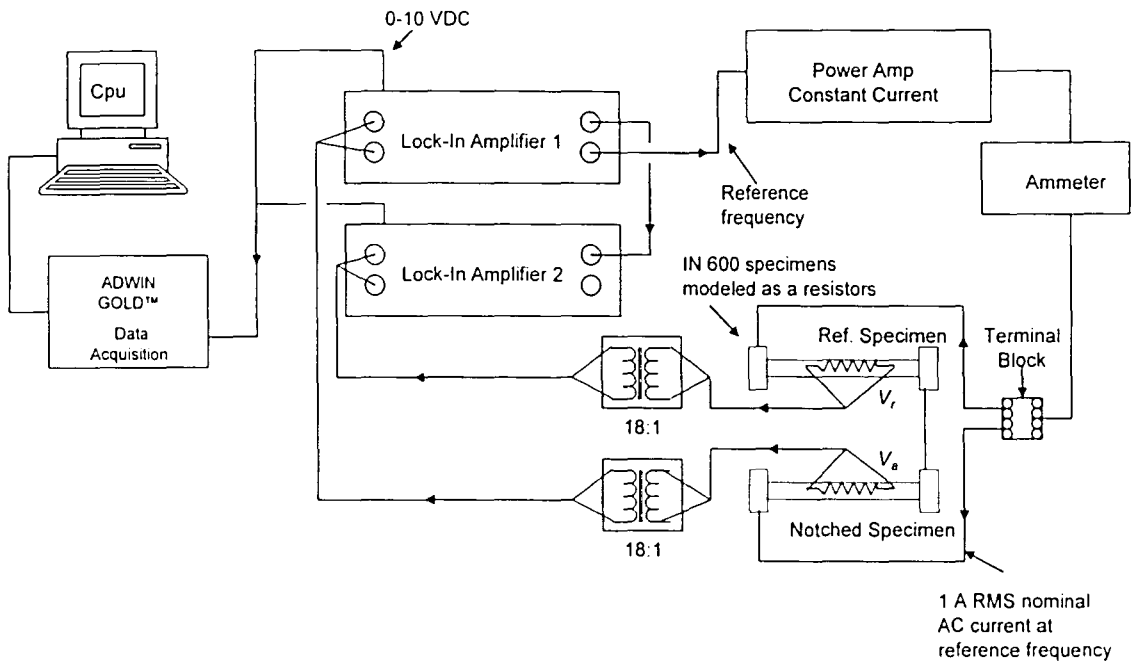 0-10 VDC
Cpu
Lock-In Amplifier 1
Power Amp
Constant Current
Ammeter
Reference
frequency
Lock-In Amplifier 2
ADWIN
GOLD™
Data
Acquisition
IN 600 specimens
modeled as a resistors
Ref. Specimen
Terminal
Block
Vr
18:1
Va
Notched Specimen
18:1
1 A RMS nominal
AC current at
reference frequency